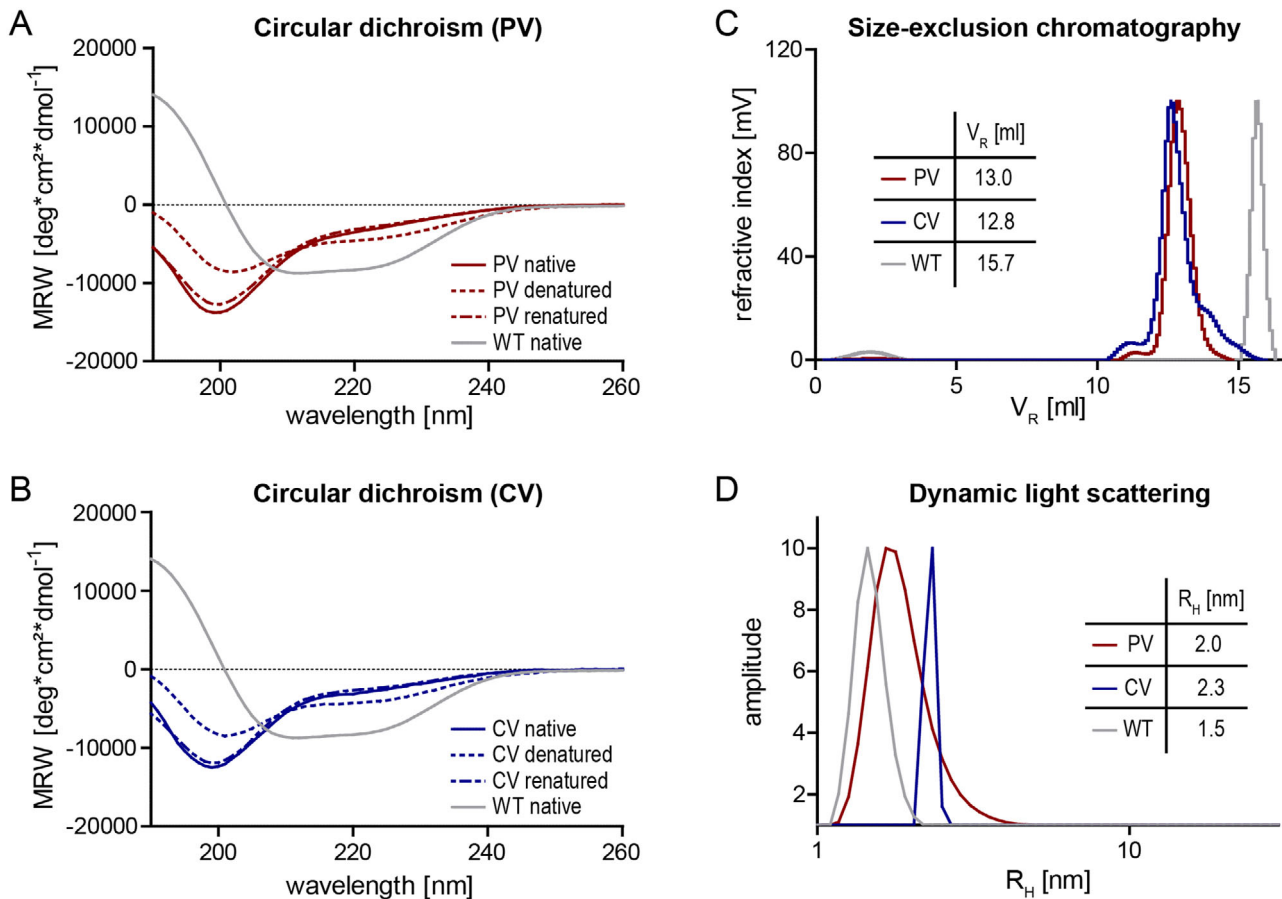 A
Circular dichroism (PV)
20000
10000
0
-10000
-20000
MRW [deg*cm²*dmol⁻¹]
PV native
PV denatured
PV renatured
WT native
200
220
240
260
wavelength [nm]
B
Circular dichroism (CV)
20000
10000
0
-10000
-20000
MRW [deg*cm²*dmol⁻¹]
CV native
CV denatured
CV renatured
WT native
200
220
240
260
wavelength [nm]
C
Size-exclusion chromatography
120
80
40
0
refractive index [mV]
V_R [ml]
PV 13.0
CV 12.8
WT 15.7
0
5
10
15
V_R [ml]
D
Dynamic light scattering
10
8
6
4
2
amplitude
R_H [nm]
PV 2.0
CV 2.3
WT 1.5
1
10
R_H [nm]